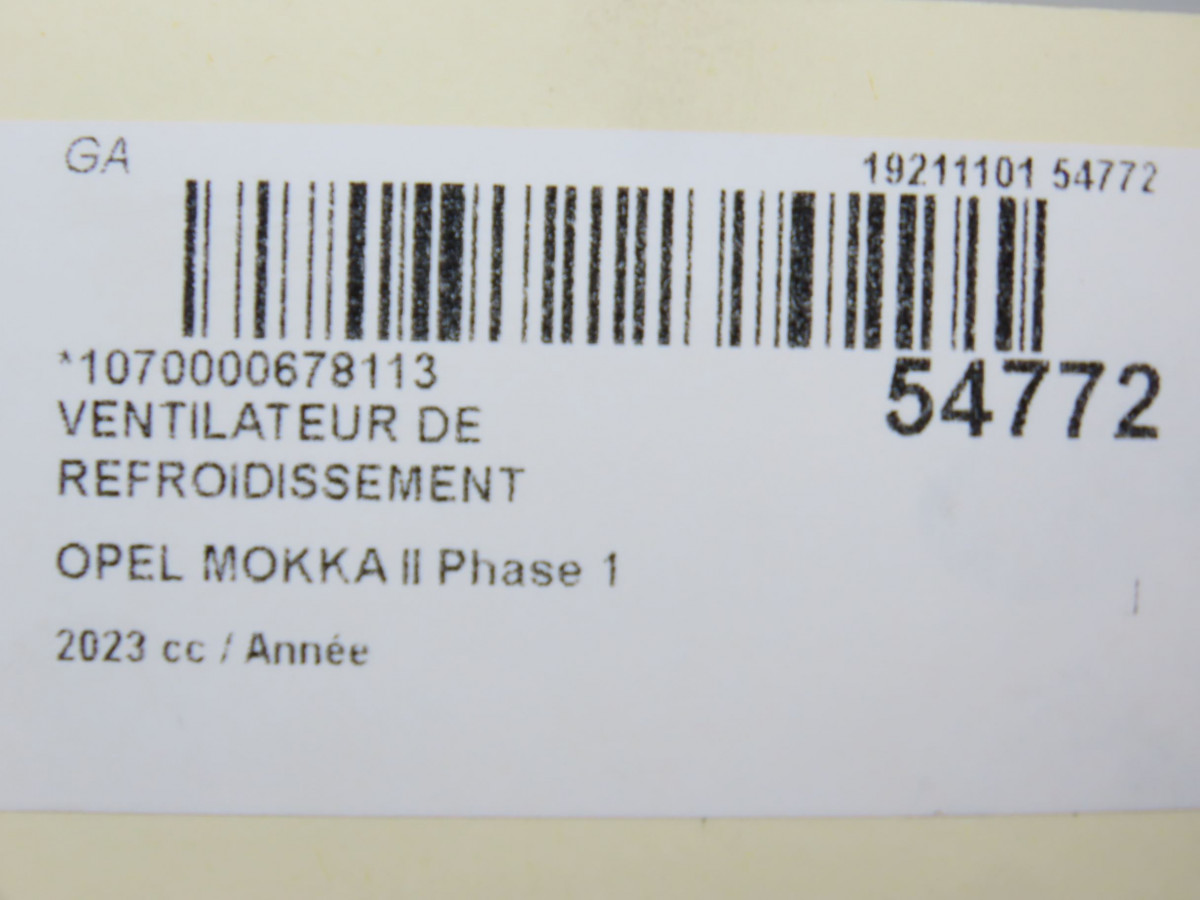 GA
19211101 54772
*1070000678113
54772
VENTILATEUR DE
REFROIDISSEMENT
OPEL MOKKA II Phase 1
2023 cc / Année